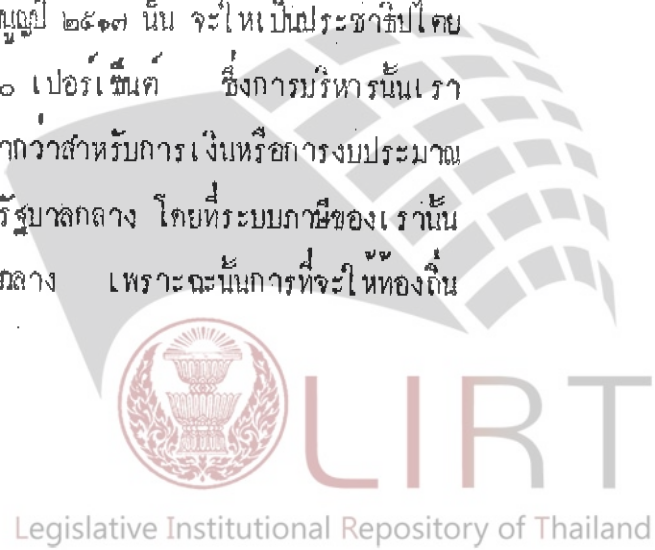 นูญปี ๒๕๑๗ นั้น จะให้เป็นประชาธิปไตย
๐ เปอร์เซ็นต์ ซึ่งการบริหารนั้นเรา
ากว่าสำหรับการเงินหรือการงบประมาณ
รัฐบาลกลาง โดยที่ระบบภาษีของเรานั้น
กลาง เพราะฉะนั้นการที่จะให้ท้องถิ่น
LIRT
Legislative Institutional Repository of Thailand